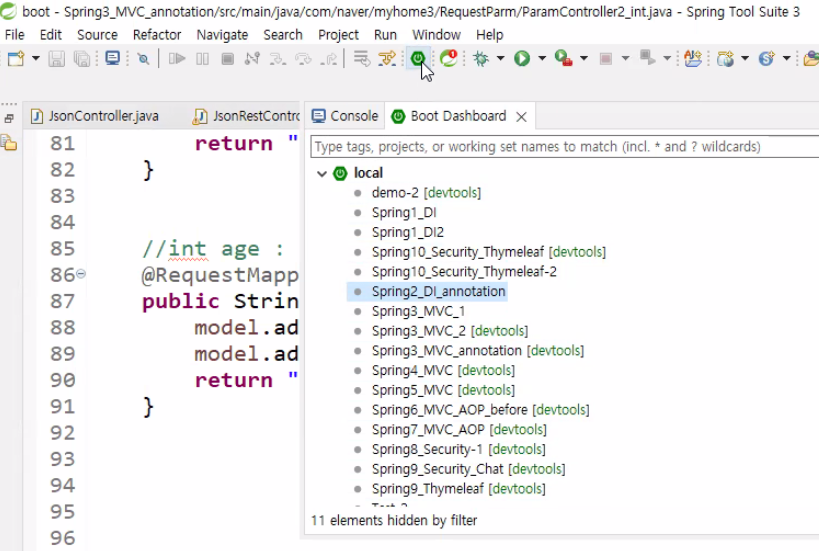 boot - Spring3_MVC_annotation/src/main/java/com/naver/myhome3/RequestParm/ParamController2_int.java - Spring Tool Suite 3
File Edit Source Refactor Navigate Search Project Run Window Help
JsonController.java JsonRestContro Console Boot Dashboard
Type tags, projects, or working set names to match (incl. * and ? wildcards)
local
demo-2 [devtools]
Spring1_DI
Spring1_DI2
Spring10_Security_Thymeleaf [devtools]
Spring10_Security_Thymeleaf-2
Spring2_DI_annotation
Spring3_MVC_1
Spring3_MVC_2 [devtools]
Spring3_MVC_annotation [devtools]
Spring4_MVC [devtools]
Spring5_MVC [devtools]
Spring6_MVC_AOP_before [devtools]
Spring7_MVC_AOP [devtools]
Spring8_Security-1 [devtools]
Spring9_Security_Chat [devtools]
Spring9_Thymeleaf [devtools]
11 elements hidden by filter
81 return "
82 }
83
84
85 //int age :
86 @RequestMapp
87 public Strin
88 model.ad
89 model.ad
90 return "
91 }
92
93
94
95
96